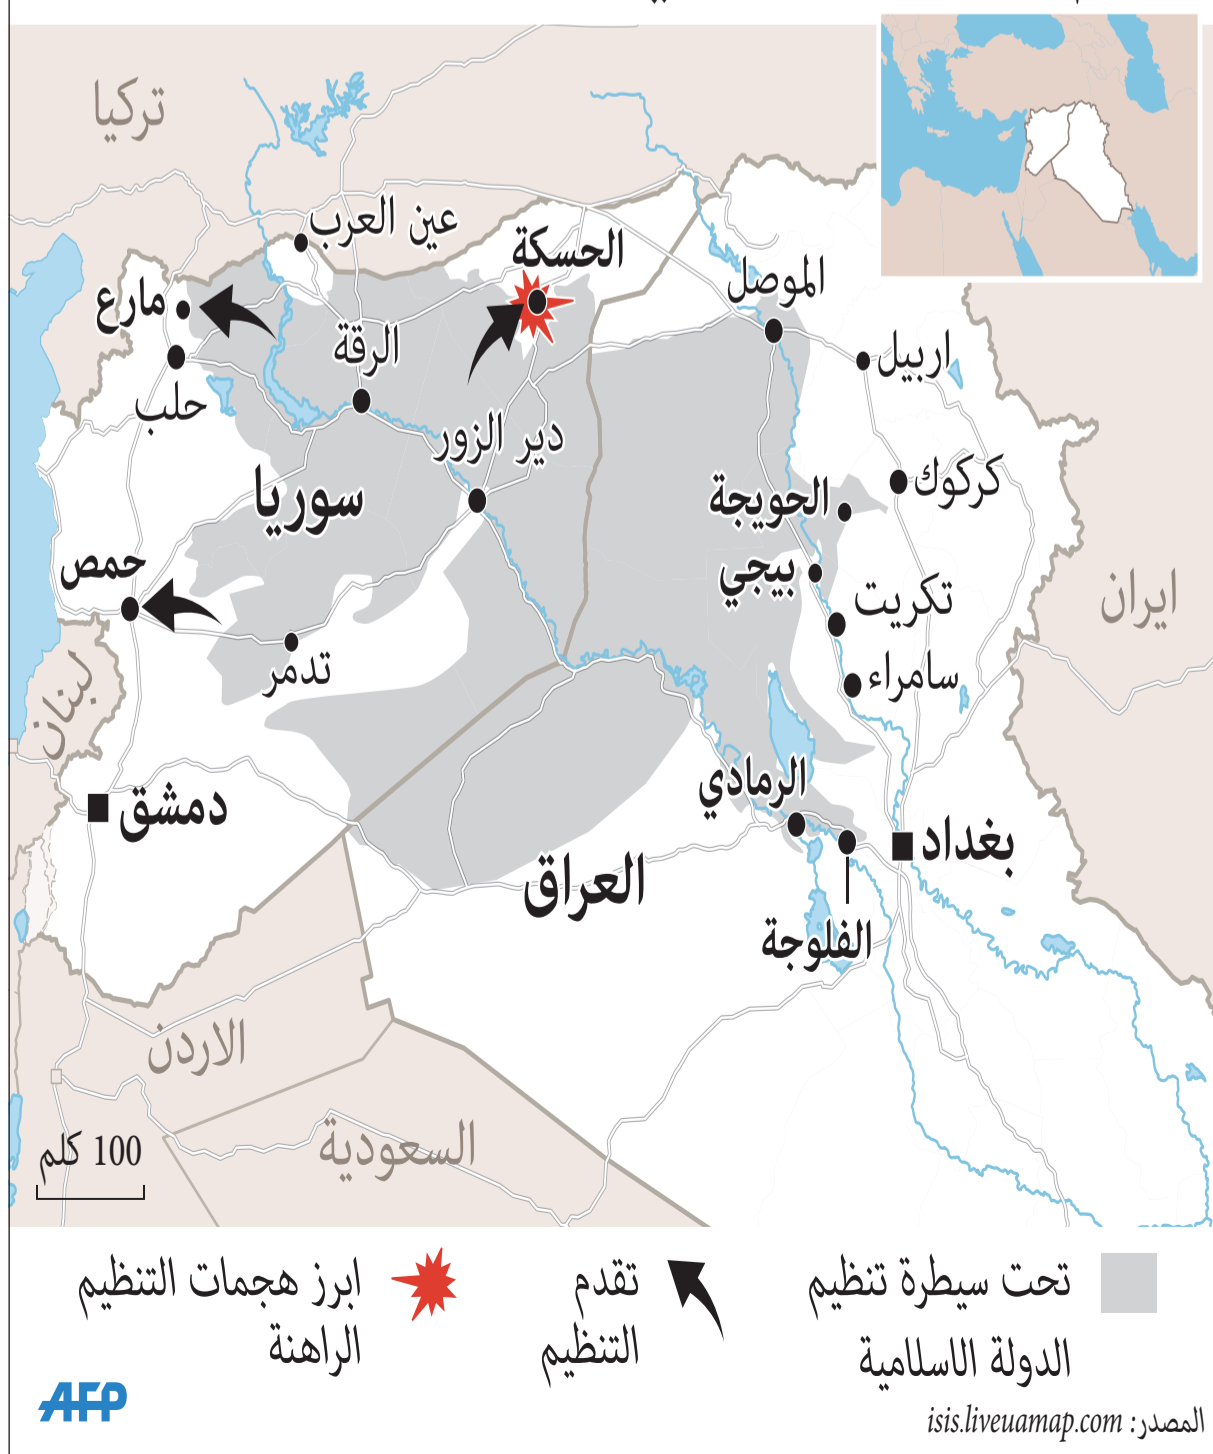 تركيا
عين العرب
الحسكة
الموصل
مارع
اربيل
الرقة
حلب
دير الزور
كركوك
سوريا
الحويجة
حمص
بيجي
تكريت
ايران
تدمر
سامراء
لبنان
الرمادي
دمشق
بغداد
العراق
الفلوجة
الاردن
السعودية
100 كلم
تحت سيطرة تنظيم
الدولة الاسلامية
تقدم
التنظيم
ابرز هجمات التنظيم
الراهنة
AFP
المصدر: isis.liveuamap.com